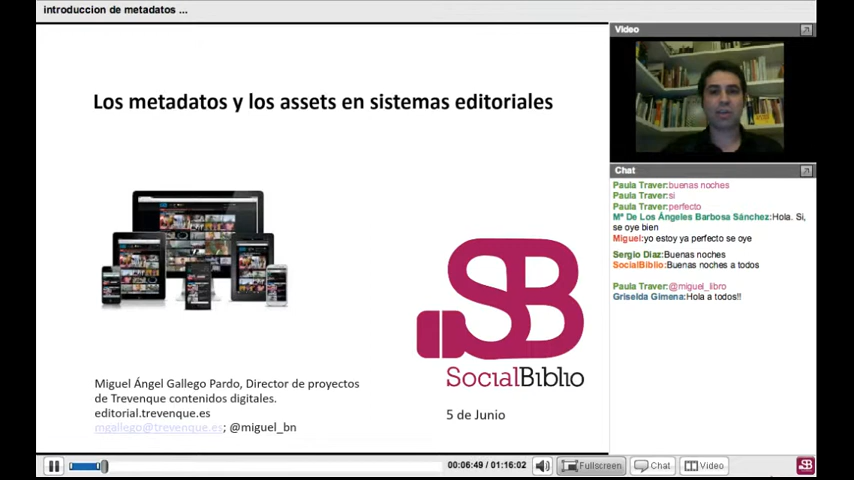 introduccion de metadatos ...
Los metadatos y los assets en sistemas editoriales
SB
SocialBiblio
Miguel Ángel Gallego Pardo, Director de proyectos
de Trevenque contenidos digitales.
editorial.trevenque.es
mgallego@trevenque.es; @miguel_bn
5 de Junio
Video
Chat
Paula Traver:buenas noches
Paula Traver:si
Paula Traver:perfecto
Mª De Los Ángeles Barbosa Sánchez:Hola. Si,
se oye bien
Miguel:yo estoy ya perfecto se oye
Sergio Diaz:Buenas noches
SocialBiblio:Buenas noches a todos
Paula Traver:@miguel_libro
Griselda Gimena:Hola a todos!!
00:06:49 / 01:16:02
Fullscreen
Chat
Video
SB